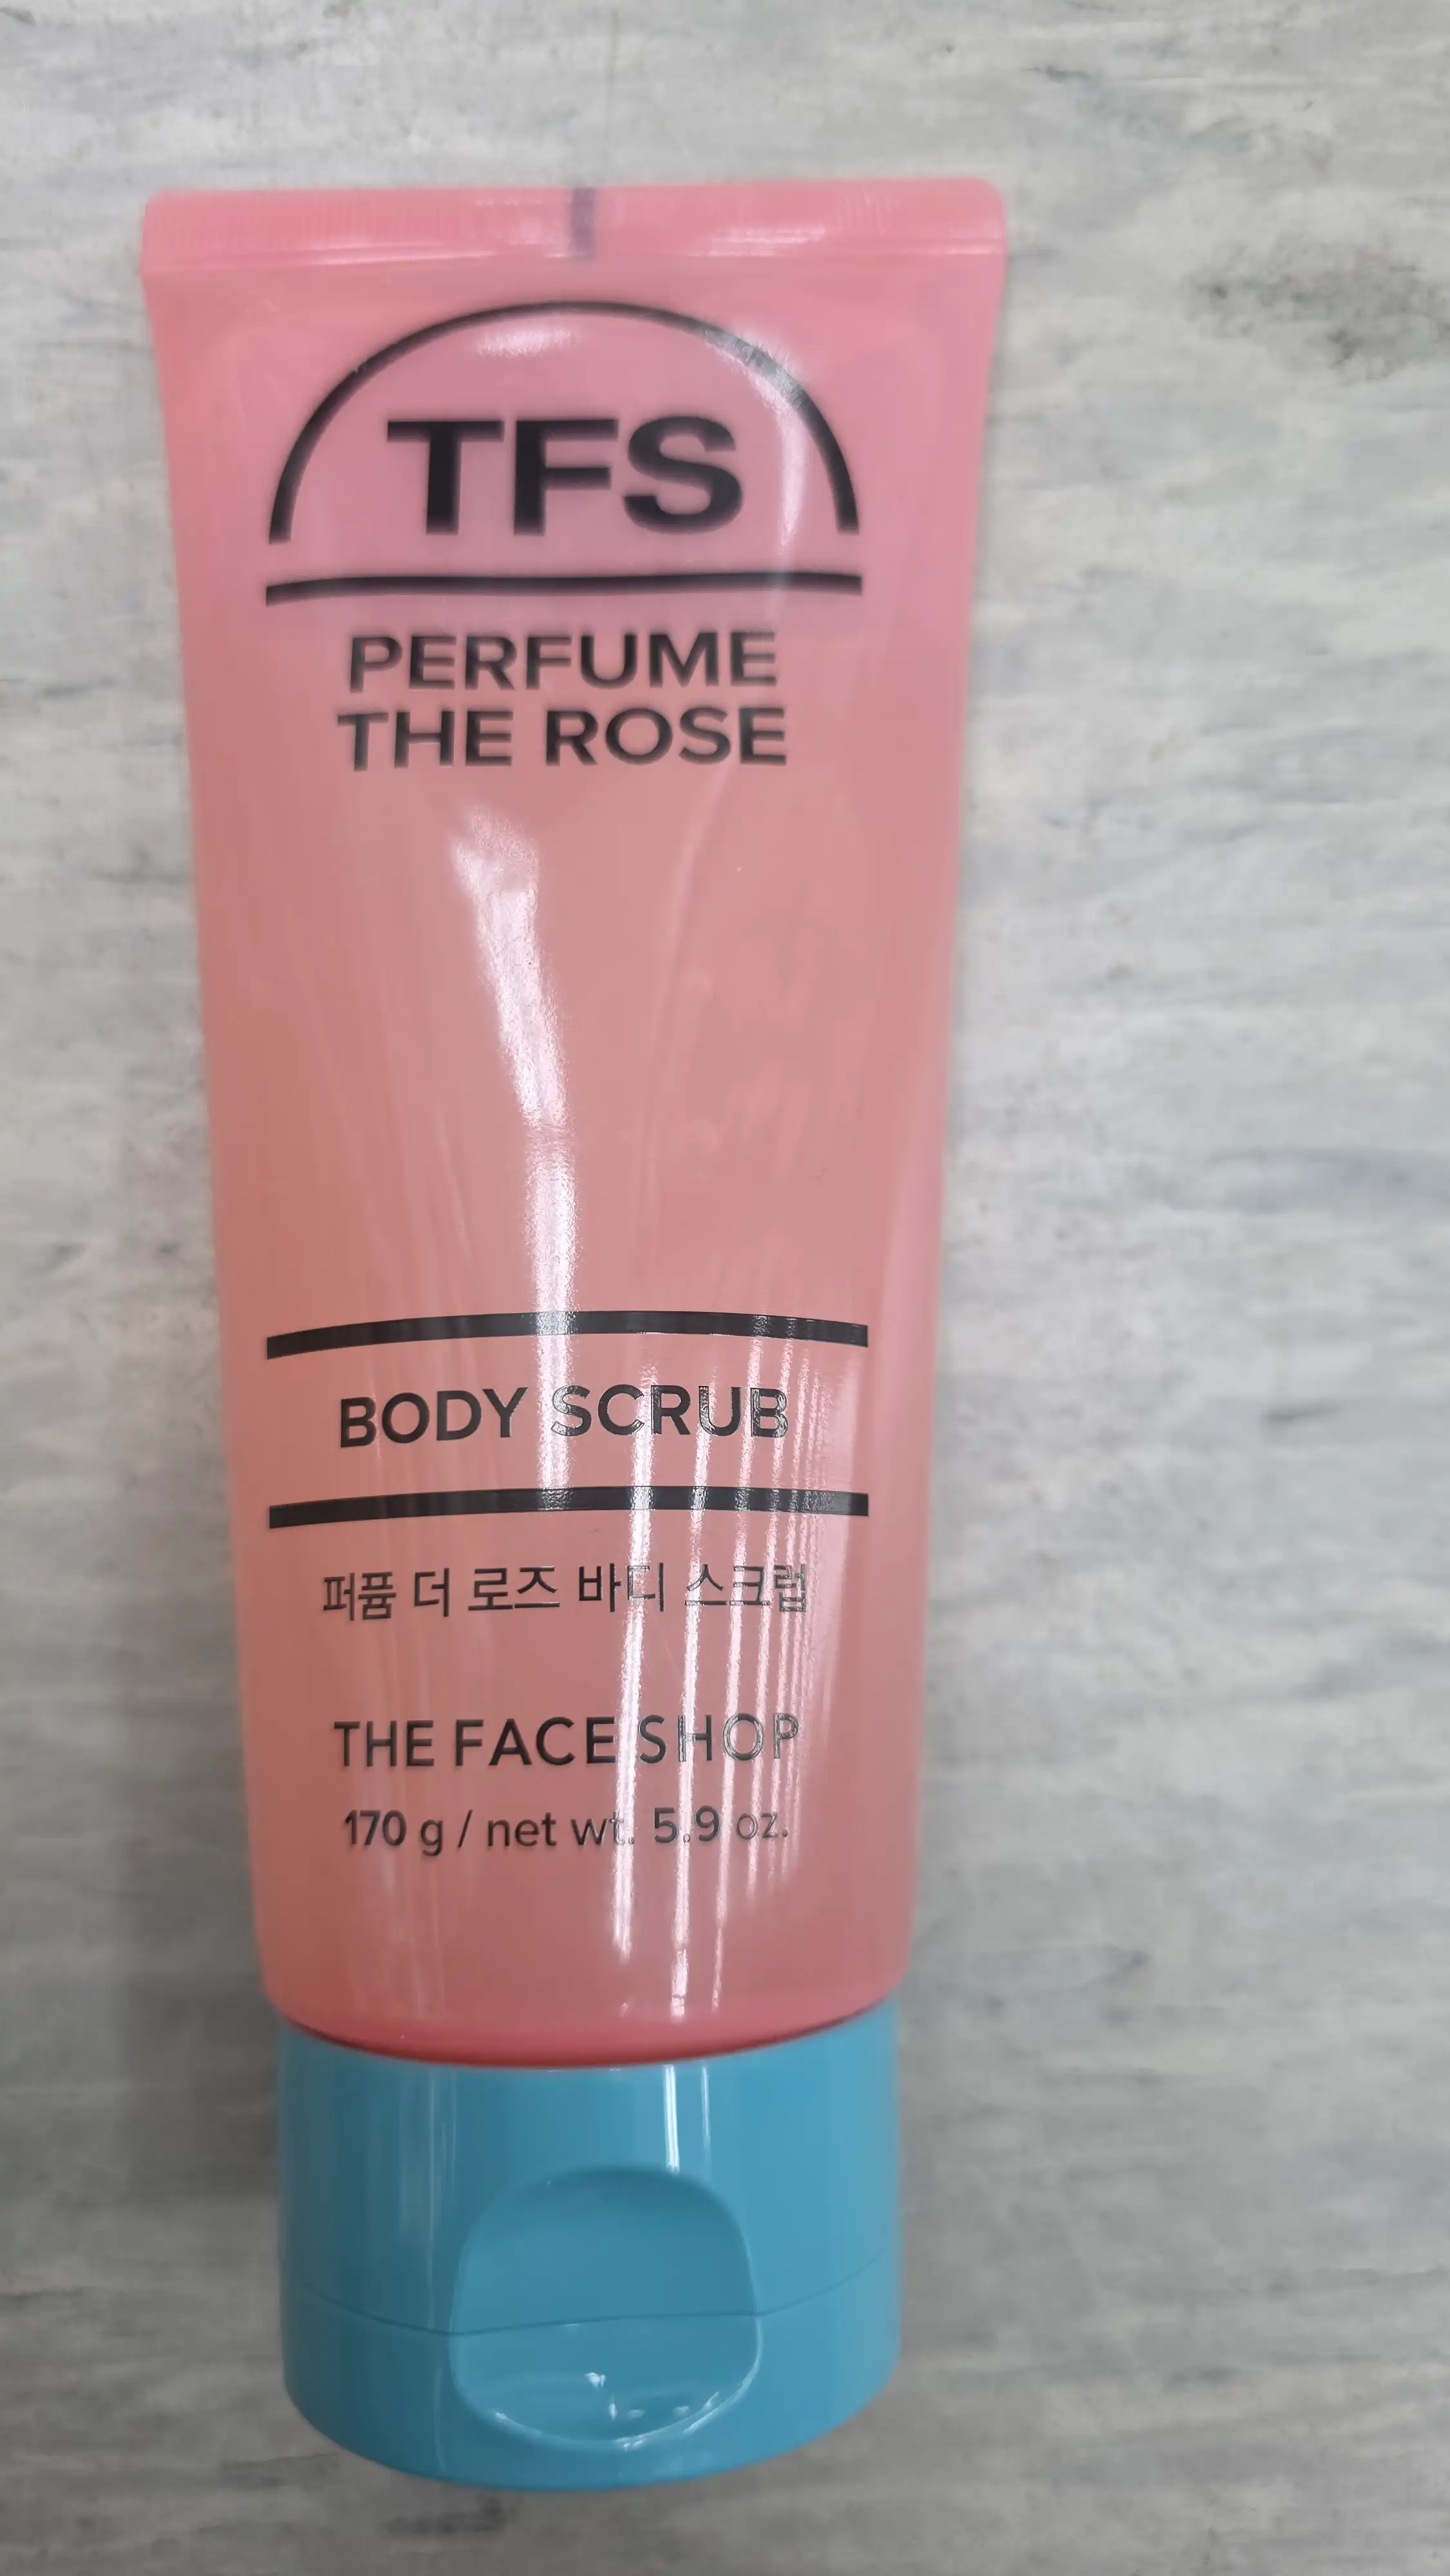 TFS
PERFUME
THE ROSE
BODY SCRUB
퍼퓸 더 로즈 바디 스크럽
THE FACE SHOP
170 g / net wt. 5.9 oz.